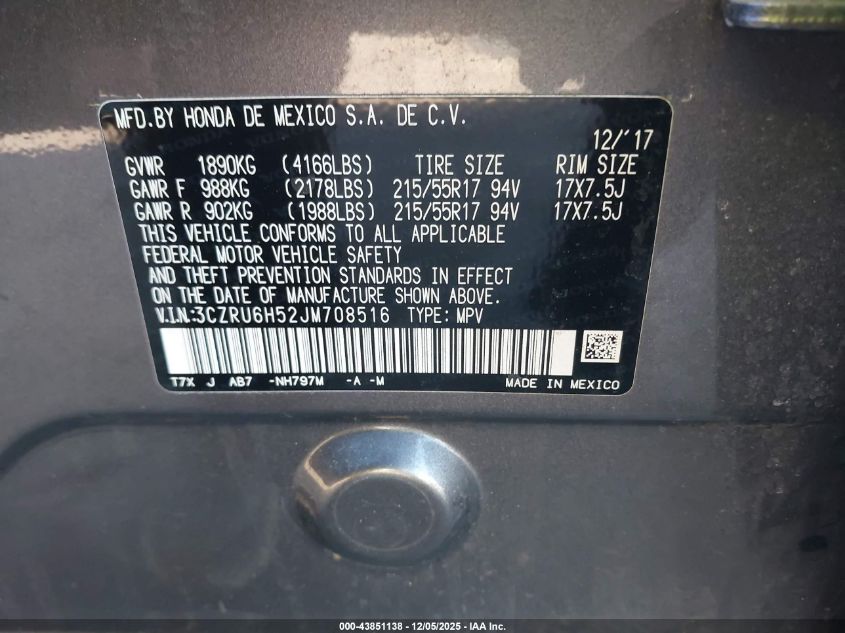 MFD.BY HONDA DE MEXICO S.A. DE C.V.
12/'17
GVWR 1890KG (4166LBS) TIRE SIZE RIM SIZE
GAWR F 988KG (2178LBS) 215/55R17 94V 17X7.5J
GAWR R 902KG (1988LBS) 215/55R17 94V 17X7.5J
THIS VEHICLE CONFORMS TO ALL APPLICABLE
FEDERAL MOTOR VEHICLE SAFETY
AND THEFT PREVENTION STANDARDS IN EFFECT
ON THE DATE OF MANUFACTURE SHOWN ABOVE.
V.I.N.:3CZRU6H52JM708516 TYPE: MPV
T7X J AB7 -NH797M -A -M MADE IN MEXICO
000-43851138 - 12/05/2025 - IAA Inc.